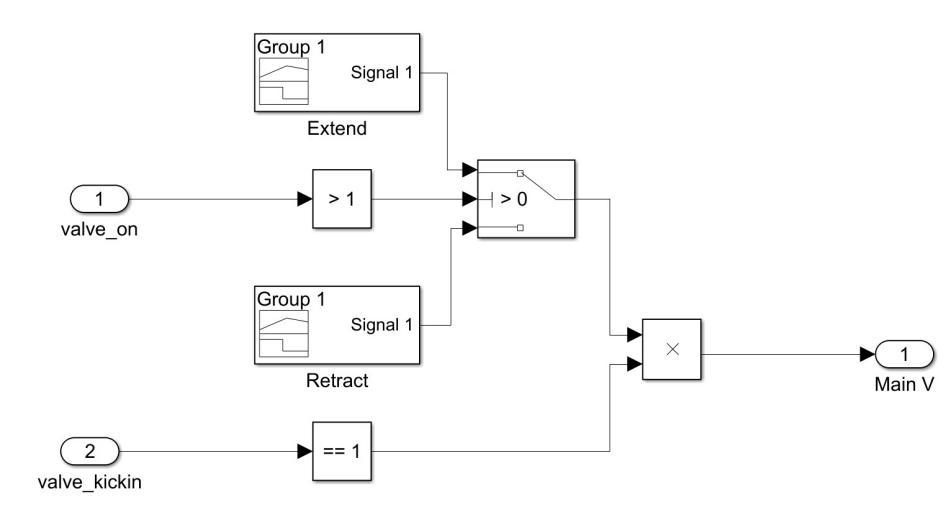 Group 1
Signal 1
Extend
1
> 1
> 0
valve_on
Group 1
Signal 1
Retract
×
1
Main V
2
== 1
valve_kickin